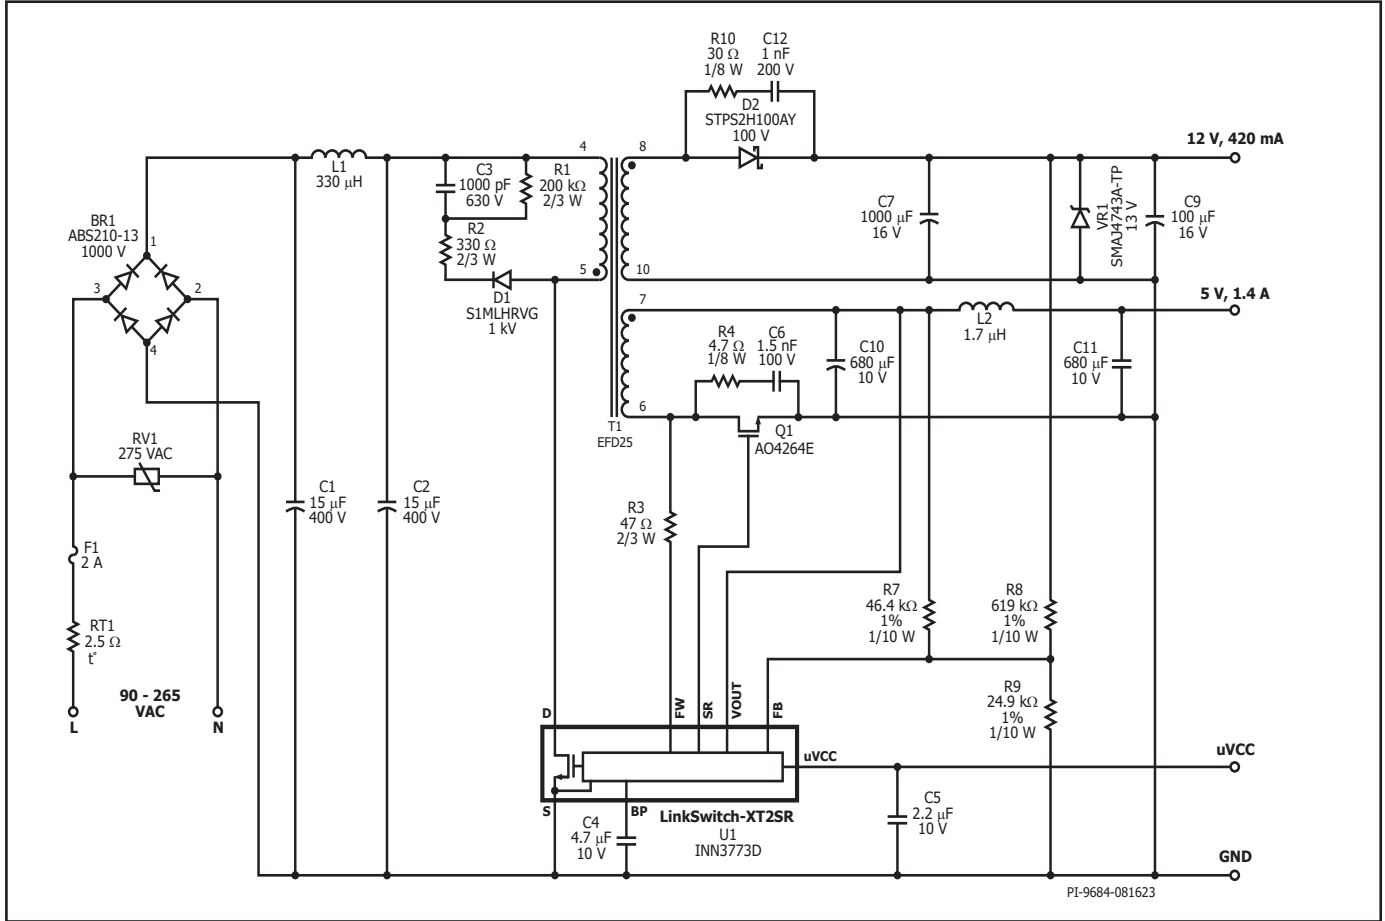 R10
30 Ω
1/8 W
C12
1 nF
200 V
D2
STPS2H100AY
100 V
12 V, 420 mA
L1
330 μH
4
8
C3
1000 pF
630 V
R1
200 kΩ
2/3 W
R2
330 Ω
2/3 W
5
10
D1
S1MLHRVG
1 kV
C7
1000 μF
16 V
VR1
SMAJ4743A-TP
13 V
C9
100 μF
16 V
BR1
ABS210-13
1000 V
1
3
2
4
7
5 V, 1.4 A
L2
1.7 μH
R4
4.7 Ω
1/8 W
C6
1.5 nF
100 V
C10
680 μF
10 V
C11
680 μF
10 V
6
T1
EFD25
Q1
AO4264E
RV1
275 VAC
C1
15 μF
400 V
C2
15 μF
400 V
R3
47 Ω
2/3 W
F1
2 A
RT1
2.5 Ω
t°
90 - 265
VAC
L
N
R7
46.4 kΩ
1%
1/10 W
R8
619 kΩ
1%
1/10 W
R9
24.9 kΩ
1%
1/10 W
D
FW
SR
VOUT
FB
uVCC
uVCC
S
BP
LinkSwitch-XT2SR
U1
INN3773D
C4
4.7 μF
10 V
C5
2.2 μF
10 V
GND
PI-9684-081623